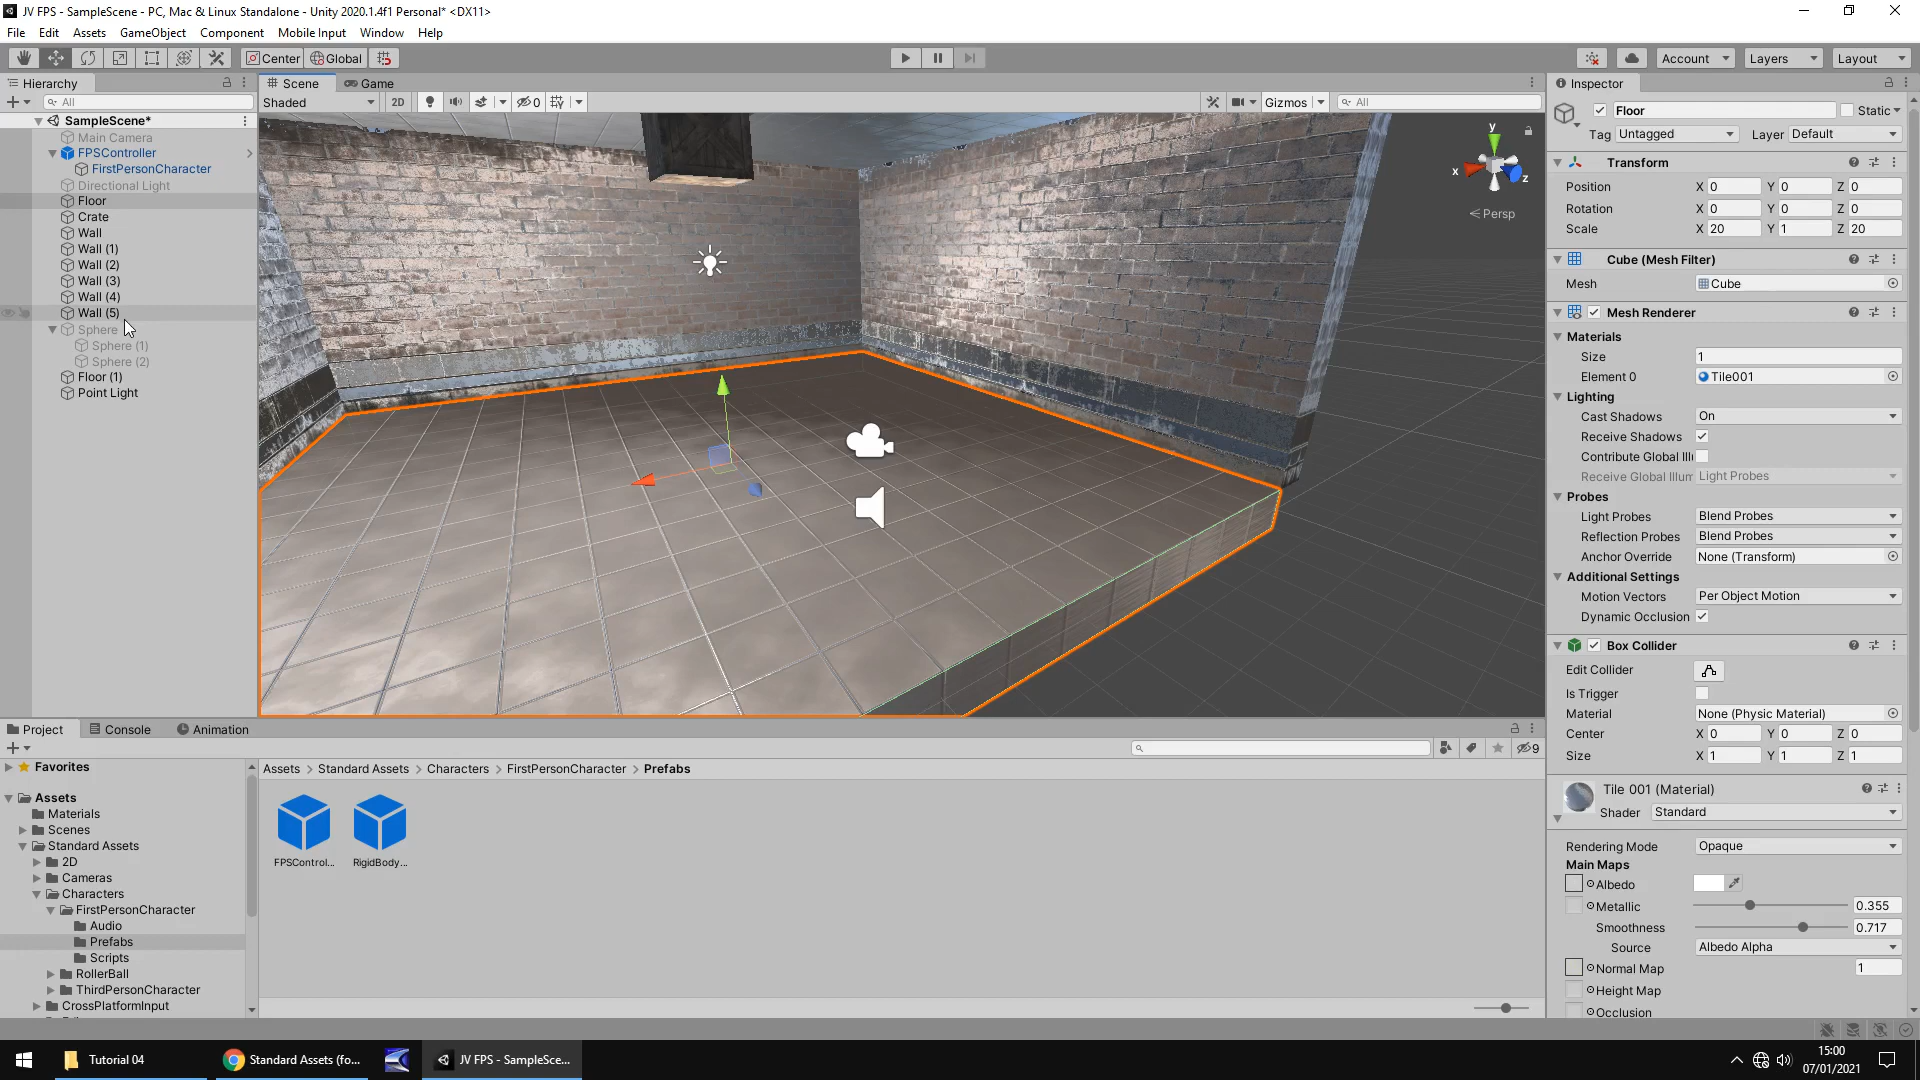 JV FPS - SampleScene - PC, Mac & Linux Standalone - Unity 2020.1.4f1 Personal* <DX11>
File Edit Assets GameObject Component Mobile Input Window Help
Center Global Account Layers Layout
Hierarchy
All
SampleScene*
Main Camera
FPSController
FirstPersonCharacter
Directional Light
Floor
Crate
Wall
Wall (1)
Wall (2)
Wall (3)
Wall (4)
Wall (5)
Sphere
Sphere (1)
Sphere (2)
Floor (1)
Point Light
Scene Game
Shaded 2D 0 Gizmos All
y
x z
Persp
Inspector
Floor Static
Tag Untagged Layer Default
Transform
Position X 0 Y 0 Z 0
Rotation X 0 Y 0 Z 0
Scale X 20 Y 1 Z 20
Cube (Mesh Filter)
Mesh Cube
Mesh Renderer
Materials
Size 1
Element 0 Tile001
Lighting
Cast Shadows On
Receive Shadows
Contribute Global Illu
Receive Global Illum Light Probes
Probes
Light Probes Blend Probes
Reflection Probes Blend Probes
Anchor Override None (Transform)
Additional Settings
Motion Vectors Per Object Motion
Dynamic Occlusion
Box Collider
Edit Collider
Is Trigger
Material None (Physic Material)
Center X 0 Y 0 Z 0
Size X 1 Y 1 Z 1
Tile 001 (Material)
Shader Standard
Rendering Mode Opaque
Main Maps
Albedo
Metallic 0.355
Smoothness 0.717
Source Albedo Alpha
Normal Map 1
Height Map
Occlusion
Project Console Animation
9
Favorites
Assets
Materials
Scenes
Standard Assets
2D
Cameras
Characters
FirstPersonCharacter
Audio
Prefabs
Scripts
RollerBall
ThirdPersonCharacter
CrossPlatformInput
Assets > Standard Assets > Characters > FirstPersonCharacter > Prefabs
FPSControl... RigidBody...
Tutorial 04 Standard Assets (fo... JV FPS - SampleSce...
15:00
07/01/2021